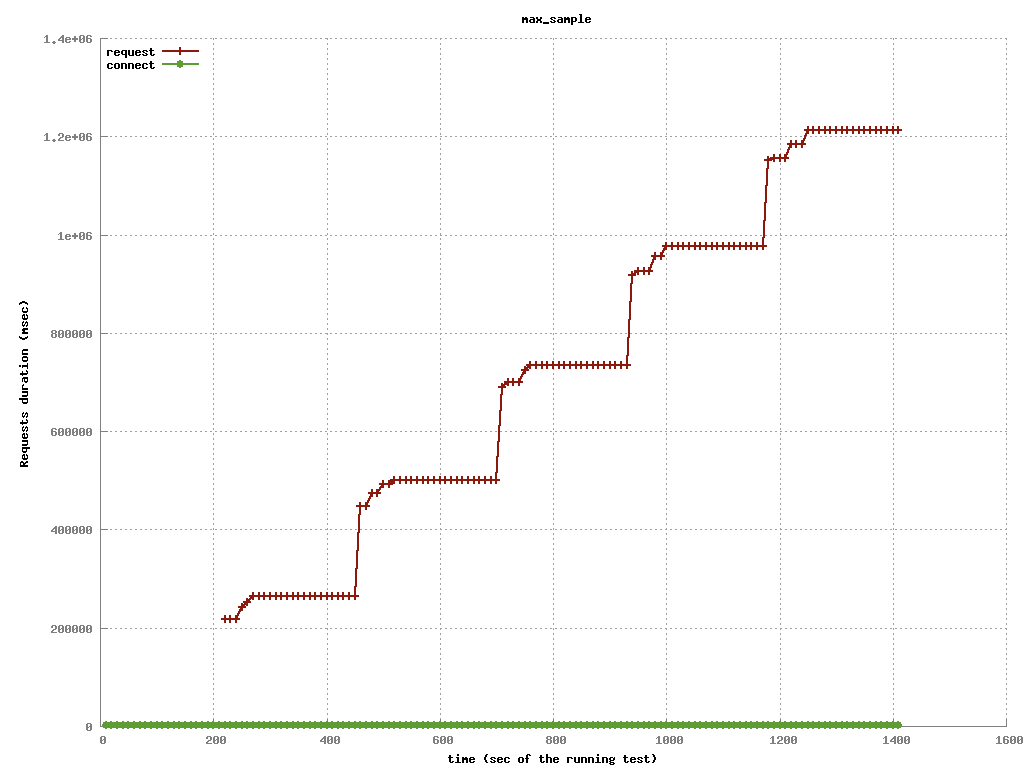 max_sample
1.4e+06
1.2e+06
1e+06
800000
600000
400000
200000
0
request
connect
Requests duration (msec)
0 200 400 600 800 1000 1200 1400 1600
time (sec of the running test)